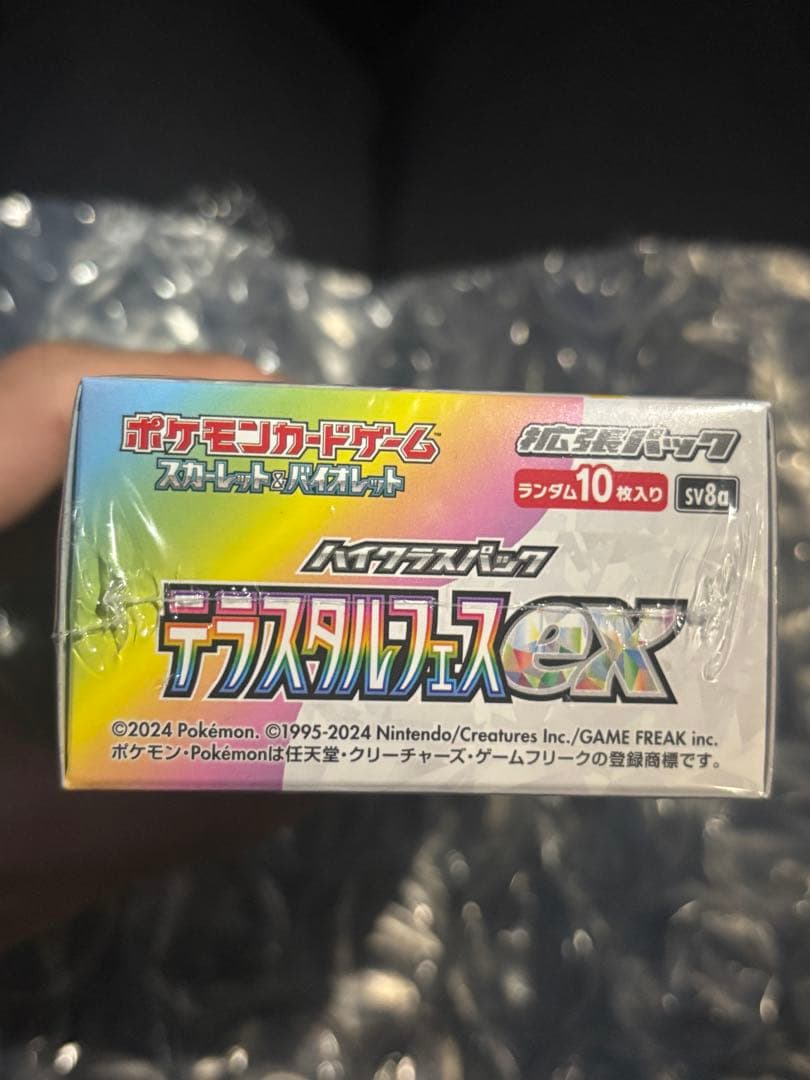 ポケモンカードゲーム™
スカーレット&バイオレット
拡張パック
ランダム10枚入り
sv8a
ハイクラスパック
テラスタルフェスex
©2024 Pokémon. ©1995-2024 Nintendo/Creatures Inc./GAME FREAK inc.
ポケモン・Pokémonは任天堂・クリーチャーズ・ゲームフリークの登録商標です。